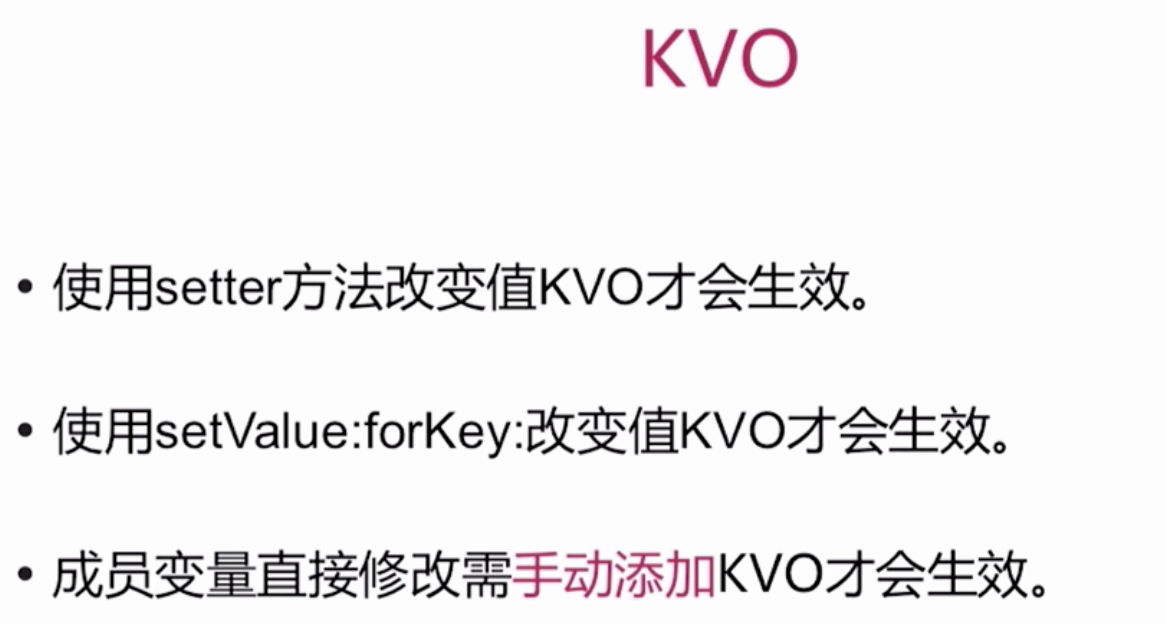 KVO
• 使用setter方法改变值KVO才会生效。
• 使用setValue:forKey:改变值KVO才会生效。
• 成员变量直接修改需手动添加KVO才会生效。